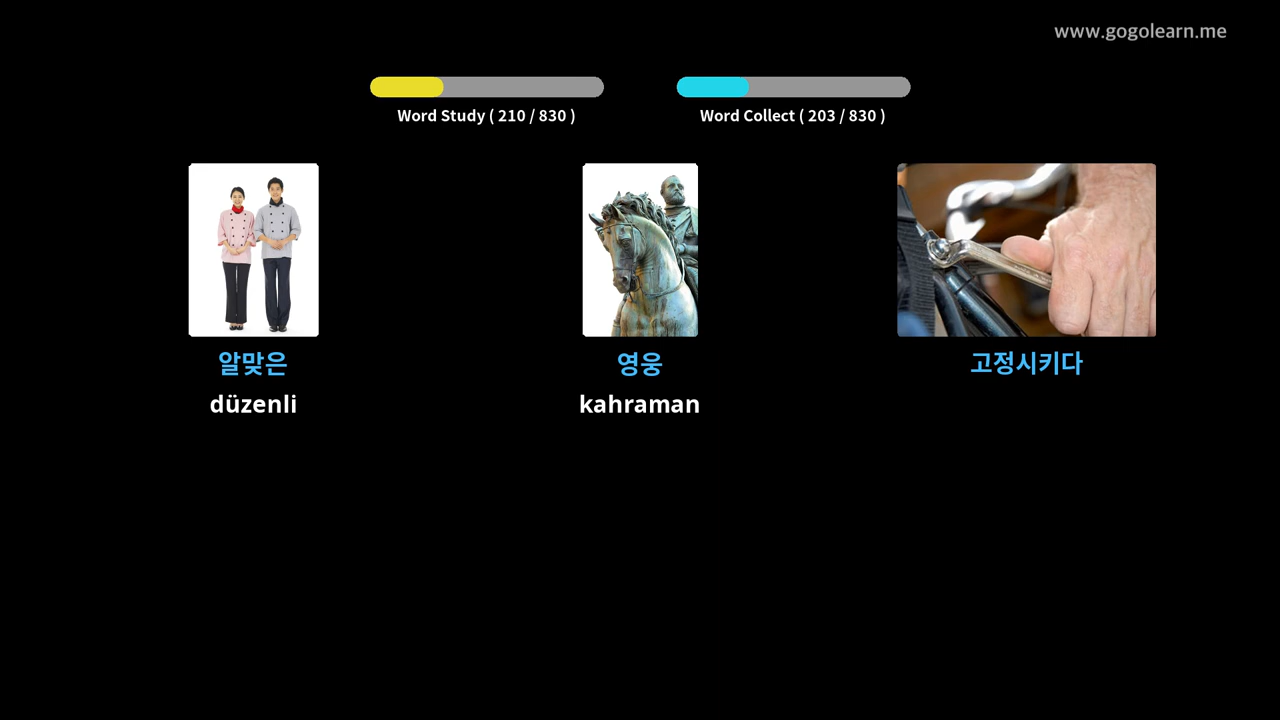 www.gogolearn.me
Word Study ( 210 / 830 )
Word Collect ( 203 / 830 )
알맞은
영웅
고정시키다
düzenli
kahraman